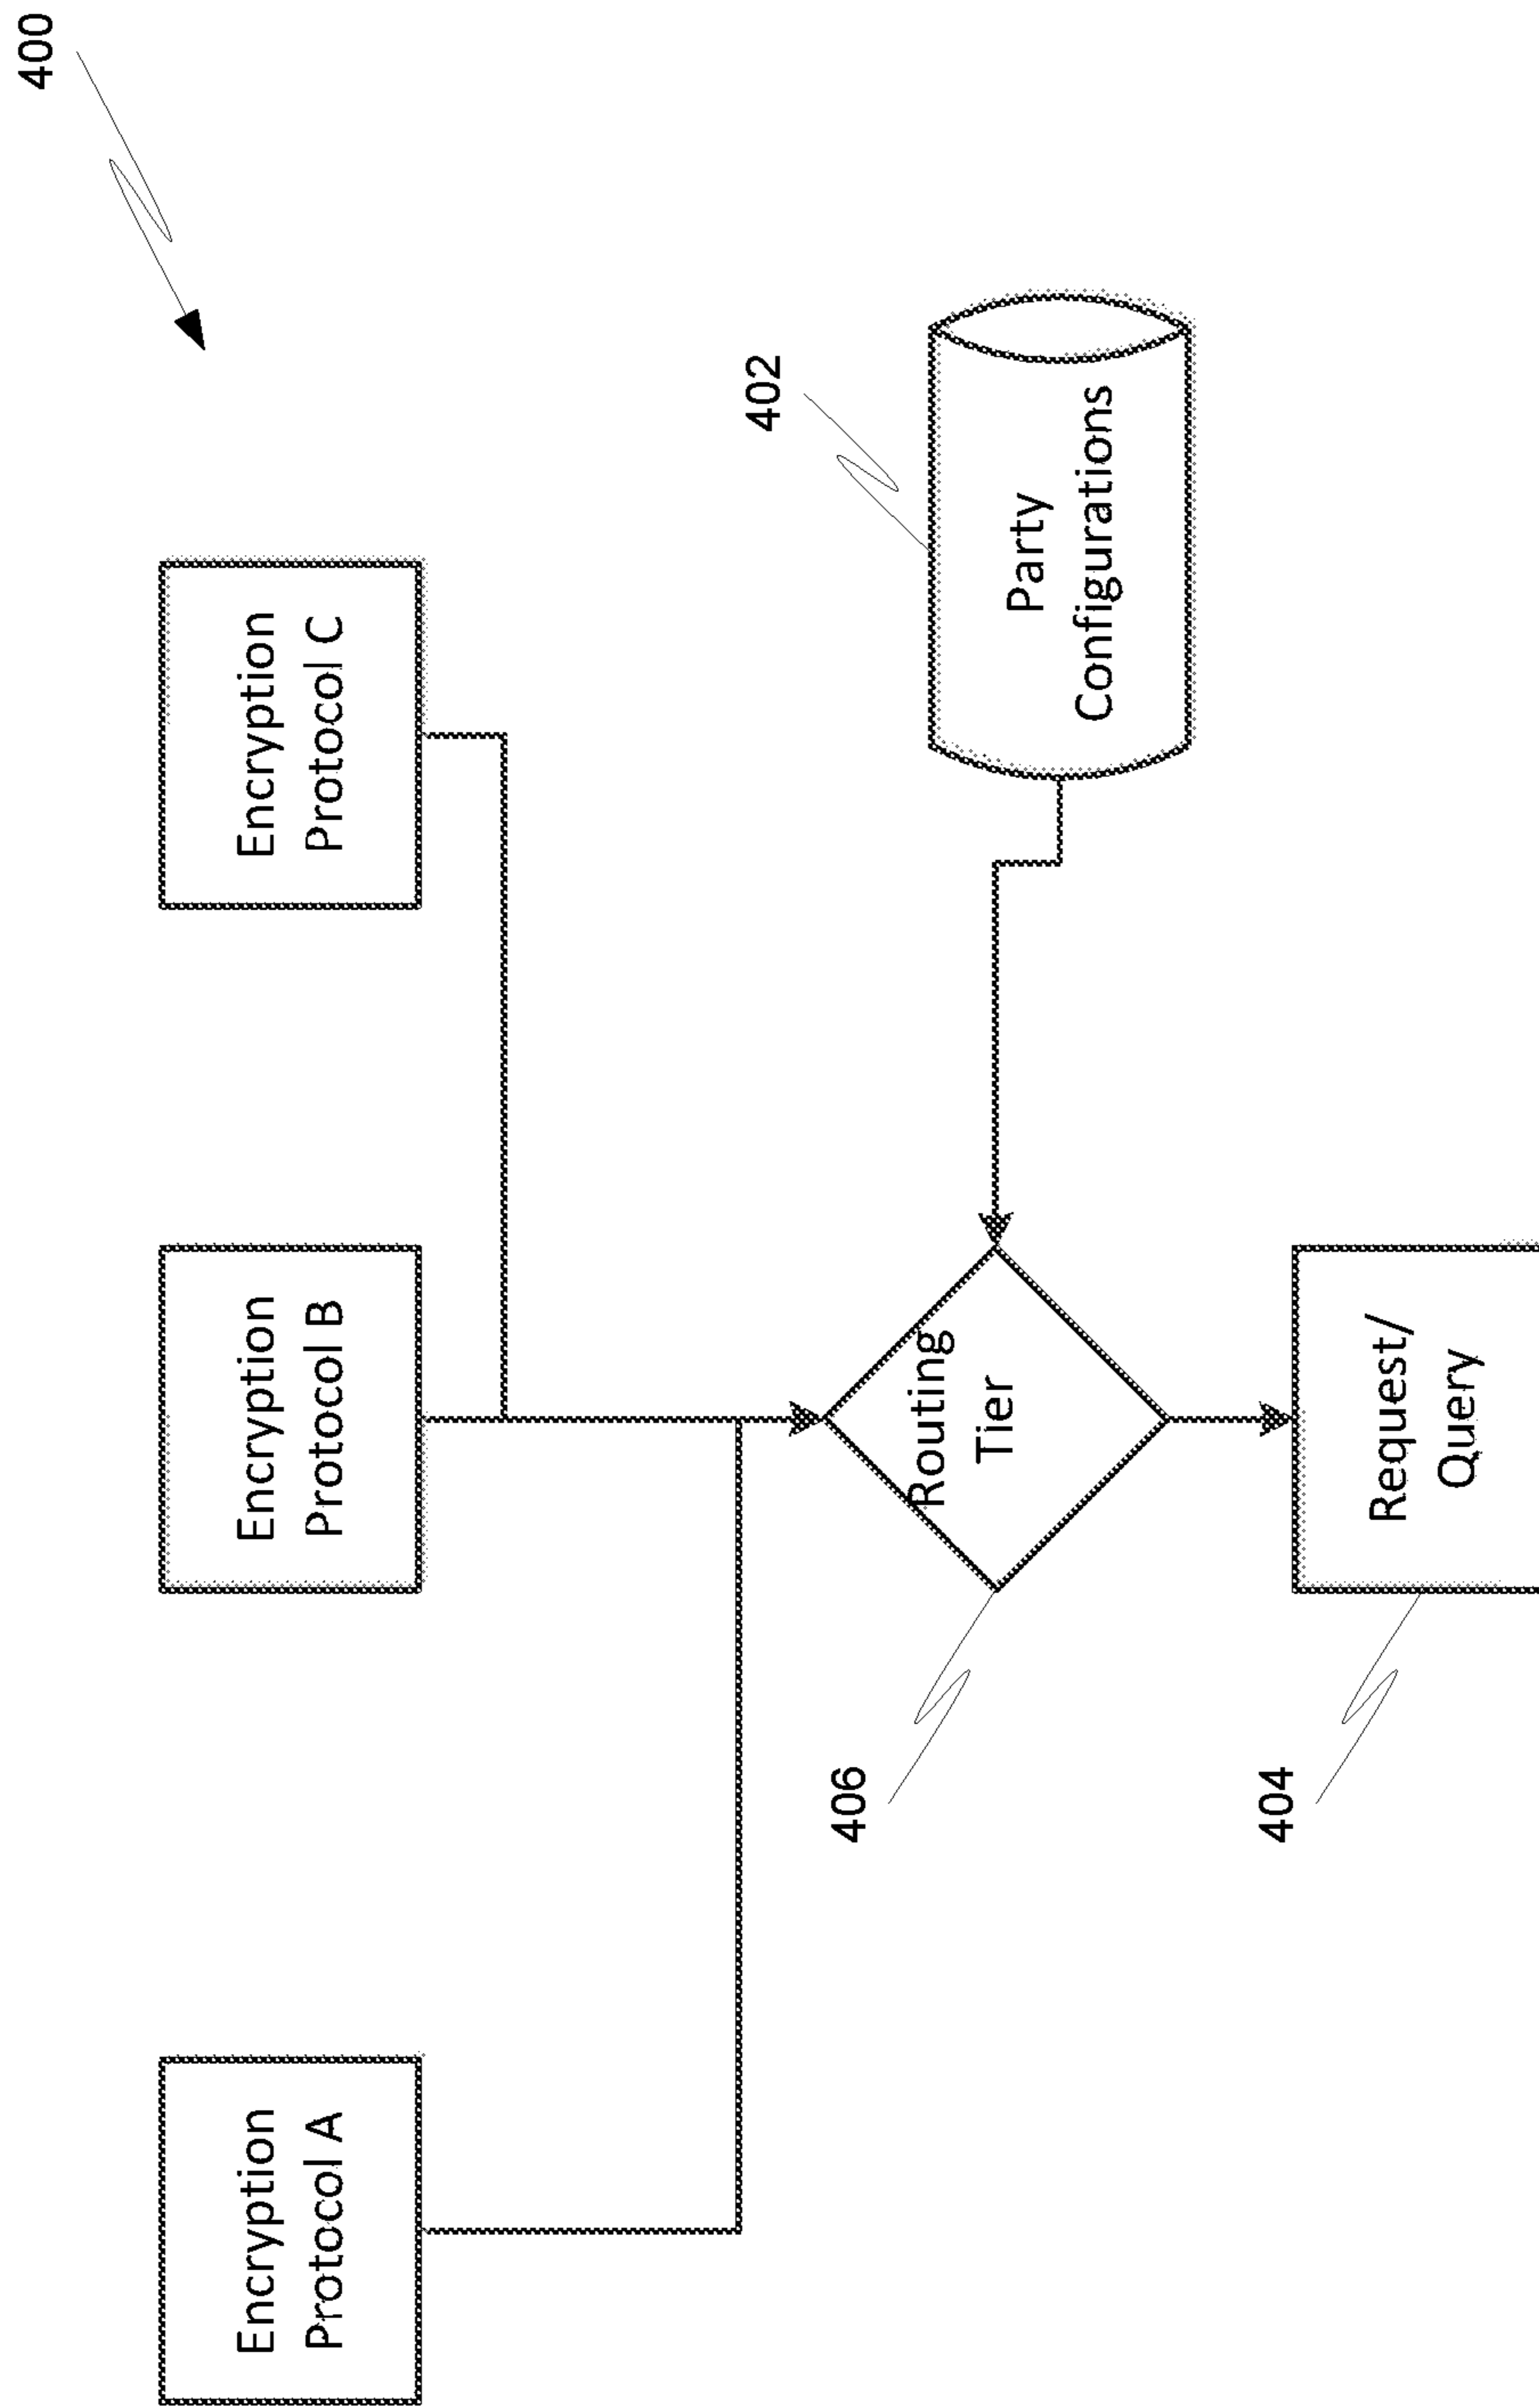 400
Encryption
Protocol A
Encryption
Protocol B
Encryption
Protocol C
402
Party
Configurations
406
Routing
Tier
404
Request/
Query